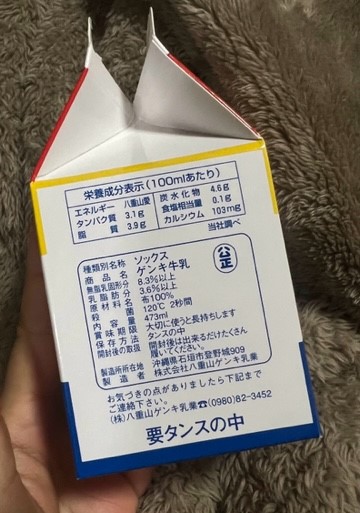 栄養成分表示(100mlあたり)
エネルギー 八重山愛 炭水化物 4.6g
タンパク質 3.1g 食塩相当量 0.1g
脂質 3.9g カルシウム 103mg
当社調べ
公正
種類別名称 ソックス
商品名 ゲンキ牛乳
無脂乳固形分 8.3%以上
乳脂肪分 3.6%以上
原材料名 布100%
殺菌 120℃ 2秒間
内容量 473ml
賞味期限 大切に使うと長持ちします
保存方法 タンスの中
開封後の取扱 開封後は出来るだけたくさん
履いてください。
製造所所在地 沖縄県石垣市登野城909
製造者 株式会社八重山ゲンキ乳業
お気づきの点がありましたら下記まで
ご連絡下さい。
(株)八重山ゲンキ乳業☎(0980)82-3452
要タンスの中